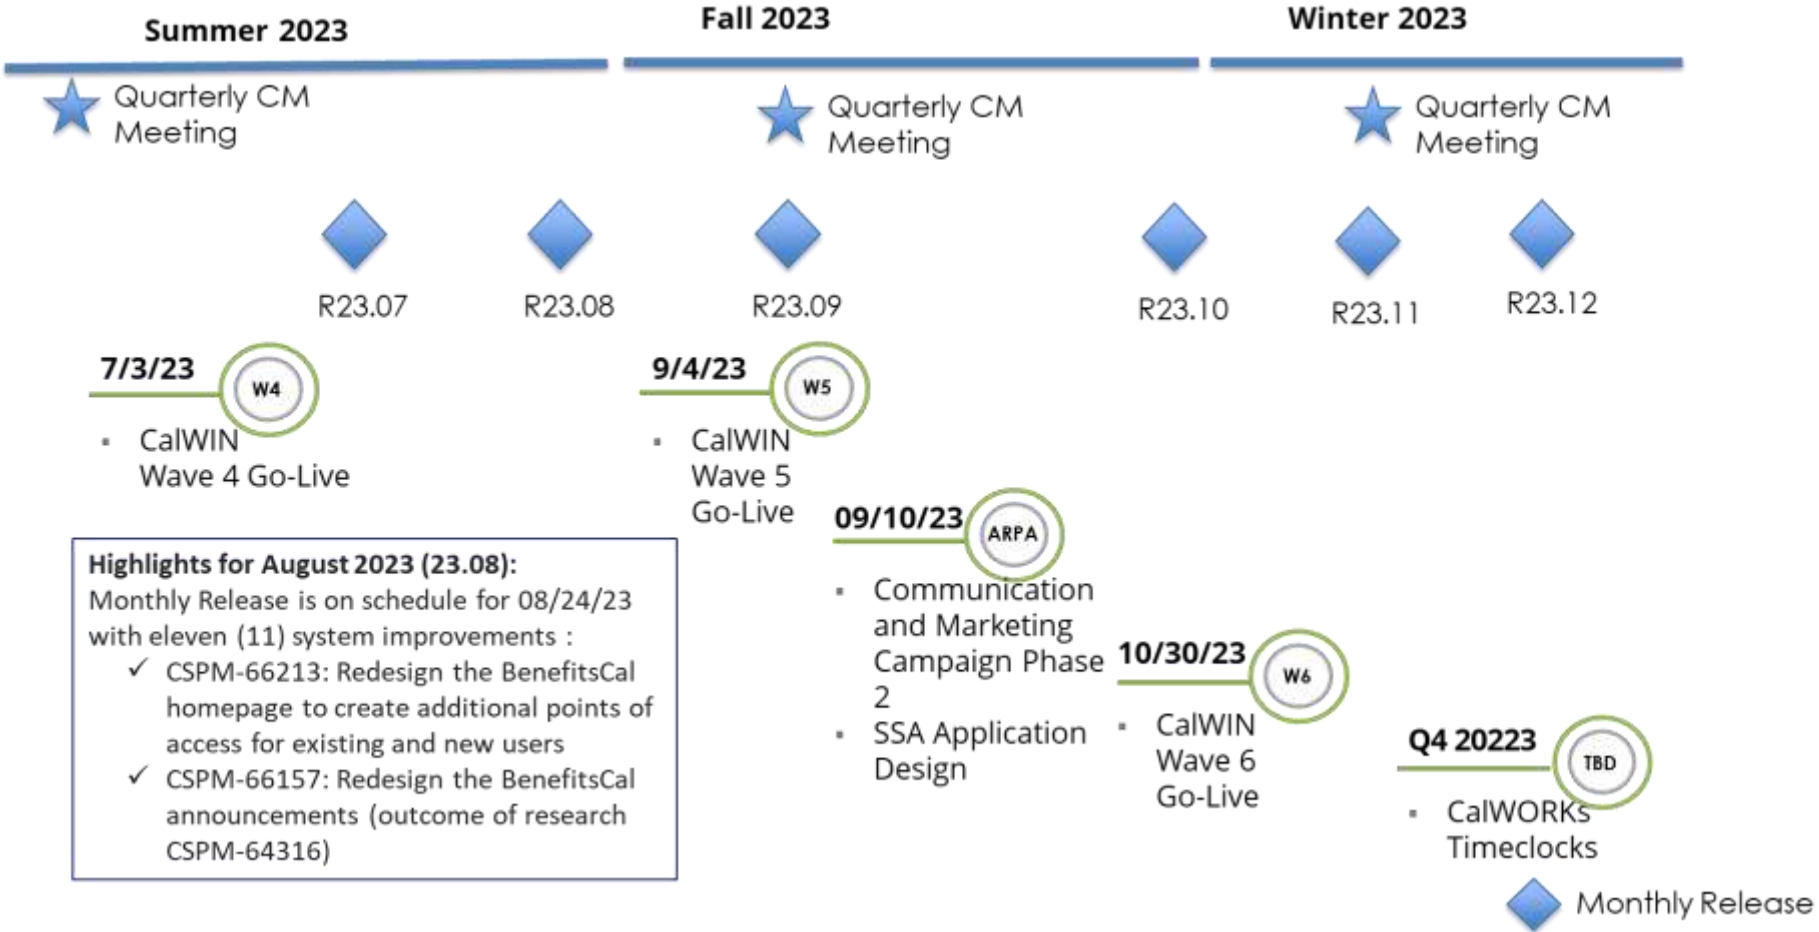 Summer 2023
Fall 2023
Winter 2023
Quarterly CM
Meeting
Quarterly CM
Meeting
Quarterly CM
Meeting
R23.07
R23.08
R23.09
R23.10
R23.11
R23.12
7/3/23
W4
▪ CalWIN
Wave 4 Go-Live
9/4/23
W5
▪ CalWIN
Wave 5
Go-Live
09/10/23
ARPA
▪ Communication
and Marketing
Campaign Phase
2
▪ SSA Application
Design
10/30/23
W6
▪ CalWIN
Wave 6
Go-Live
Q4 20223
TBD
▪ CalWORKs
Timeclocks
Highlights for August 2023 (23.08):
Monthly Release is on schedule for 08/24/23
with eleven (11) system improvements :
✓ CSPM-66213: Redesign the BenefitsCal
homepage to create additional points of
access for existing and new users
✓ CSPM-66157: Redesign the BenefitsCal
announcements (outcome of research
CSPM-64316)
Monthly Release